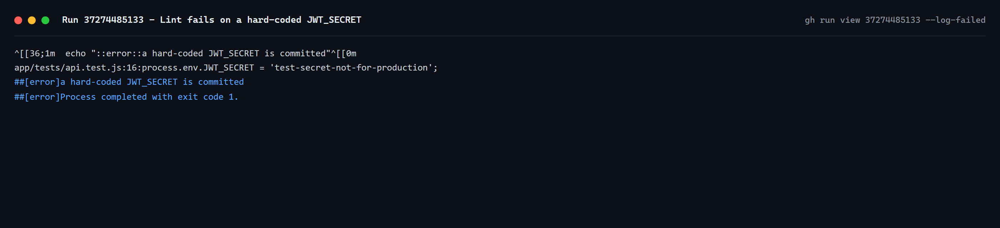 Run 37274485133 - Lint fails on a hard-coded JWT_SECRET
gh run view 37274485133 --log-failed
^[[36;1m  echo "::error::a hard-coded JWT_SECRET is committed"^[[0m
app/tests/api.test.js:16:process.env.JWT_SECRET = 'test-secret-not-for-production';
##[error]a hard-coded JWT_SECRET is committed
##[error]Process completed with exit code 1.